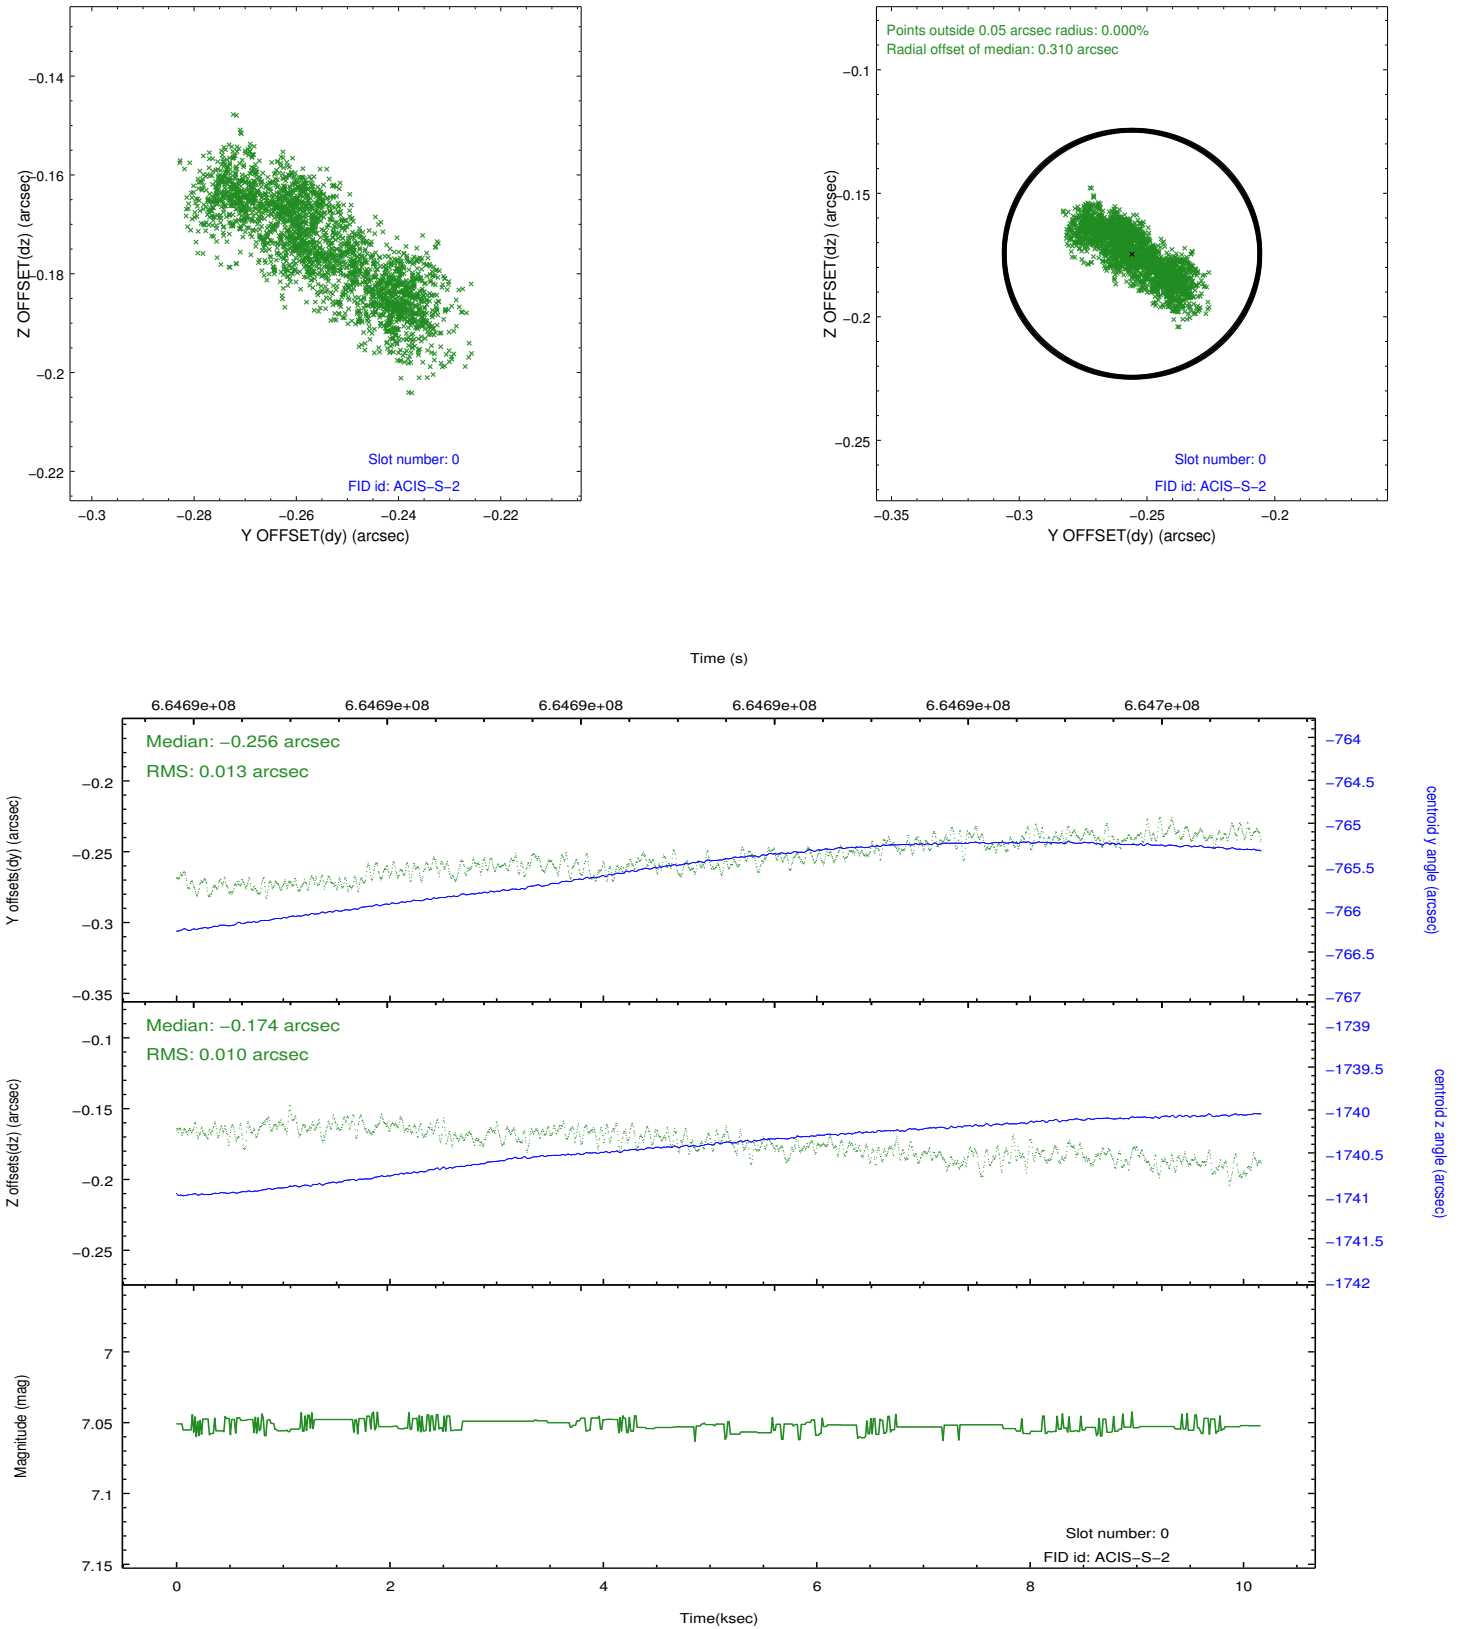 −0.14
−0.16
−0.18
−0.2
−0.22
Z OFFSET(dz) (arcsec)
Slot number: 0
FID id: ACIS−S−2
−0.3
−0.28
−0.26
−0.24
−0.22
Y OFFSET(dy) (arcsec)
Points outside 0.05 arcsec radius: 0.000%
Radial offset of median: 0.310 arcsec
−0.1
−0.15
−0.2
−0.25
Z OFFSET(dz) (arcsec)
Slot number: 0
FID id: ACIS−S−2
−0.35
−0.3
−0.25
−0.2
Y OFFSET(dy) (arcsec)
Time (s)
6.6469e+08
6.6469e+08
6.6469e+08
6.6469e+08
6.6469e+08
6.647e+08
Median: −0.256 arcsec
RMS: 0.013 arcsec
−0.2
−0.25
−0.3
−0.35
Y offsets(dy) (arcsec)
−764
−764.5
−765
−765.5
−766
−766.5
−767
centroid y angle (arcsec)
Median: −0.174 arcsec
RMS: 0.010 arcsec
−0.1
−0.15
−0.2
−0.25
Z offsets(dz) (arcsec)
−1739
−1739.5
−1740
−1740.5
−1741
−1741.5
−1742
centroid z angle (arcsec)
7
7.05
7.1
7.15
Magnitude (mag)
Slot number: 0
FID id: ACIS−S−2
0
2
4
6
8
10
Time(ksec)